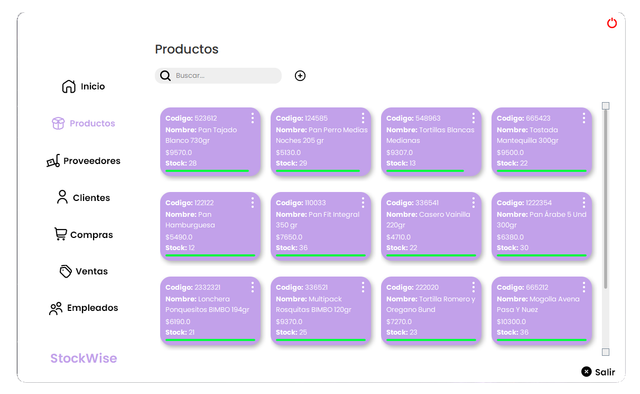 Productos
Buscar...
Inicio
Productos
Proveedores
Clientes
Compras
Ventas
Empleados
StockWise
Codigo: 523612
Nombre: Pan Tajado
Blanco 730gr
$9570.0
Stock: 28
Codigo: 124585
Nombre: Pan Perro Medias
Noches 205 gr
$5130.0
Stock: 29
Codigo: 548963
Nombre: Tortillas Blancas
Medianas
$9307.0
Stock: 13
Codigo: 665423
Nombre: Tostada
Mantequilla 300gr
$9500.0
Stock: 22
Codigo: 122122
Nombre: Pan
Hamburguesa
$5490.0
Stock: 12
Codigo: 110033
Nombre: Pan Fit Integral
350 gr
$7650.0
Stock: 36
Codigo: 336541
Nombre: Casero Vainilla
220gr
$4710.0
Stock: 22
Codigo: 1222354
Nombre: Pan Árabe 5 Und
300gr
$6280.0
Stock: 30
Codigo: 2332321
Nombre: Lonchera
Ponquesitas BIMBO 194gr
$6190.0
Stock: 21
Codigo: 336521
Nombre: Multipack
Rosquitas BIMBO 120gr
$9370.0
Stock: 25
Codigo: 222020
Nombre: Tortilla Romero y
Oregano 8und
$7270.0
Stock: 23
Codigo: 665212
Nombre: Mogolla Avena
Pasa Y Nuez
$10300.0
Stock: 36
Salir